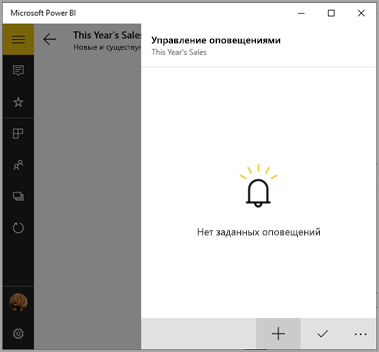 Microsoft Power BI
This Year's Sales
Новые и существу
Управление оповещениями
This Year's Sales
Нет заданных оповещений